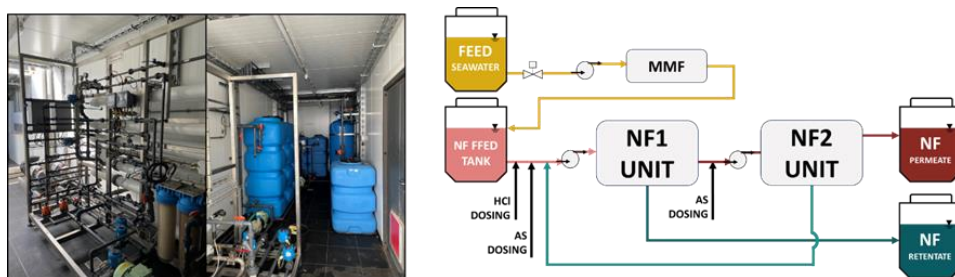 FEED
SEAWATER
MMF
NF FFED
TANK
NF1
UNIT
NF2
UNIT
NF
PERMEATE
HCl
DOSING
AS
DOSING
AS
DOSING
NF
RETENTATE